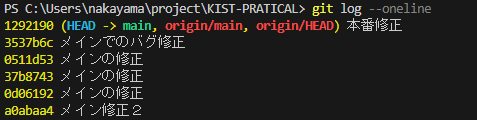 PS C:\Users\nakayama\project\KIST-PRATICAL> git log --oneline
1292190 (HEAD -> main, origin/main, origin/HEAD) 本番修正
3537b6c メインでのバグ修正
0511d53 メインの修正
37b8743 メインの修正
0d06192 メインの修正
a0abaa4 メイン修正２